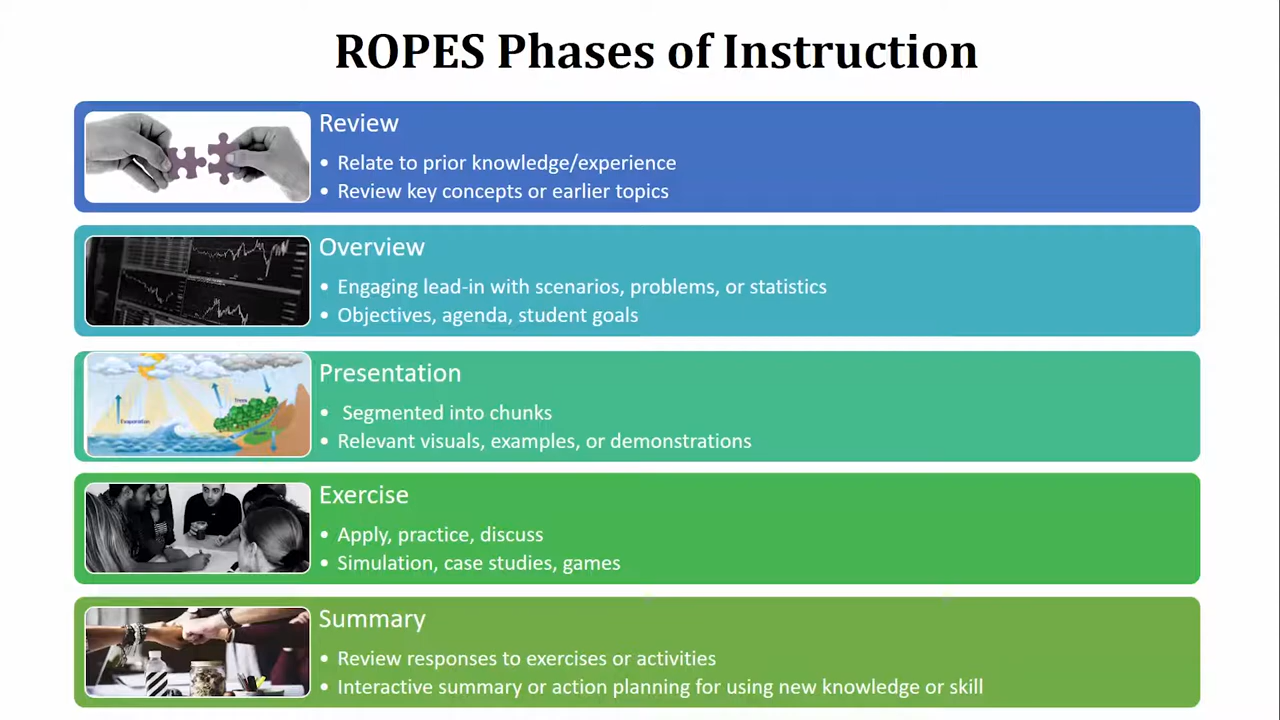 ROPES Phases of Instruction
Review
• Relate to prior knowledge/experience
• Review key concepts or earlier topics
Overview
• Engaging lead-in with scenarios, problems, or statistics
• Objectives, agenda, student goals
Presentation
• Segmented into chunks
• Relevant visuals, examples, or demonstrations
Evaporation
Trees
Exercise
• Apply, practice, discuss
• Simulation, case studies, games
Summary
• Review responses to exercises or activities
• Interactive summary or action planning for using new knowledge or skill